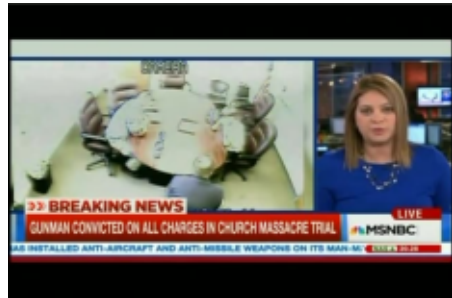 CAMERA
BREAKING NEWS
GUNMAN CONVICTED ON ALL CHARGES IN CHURCH MASSACRE TRIAL
LIVE
MSNBC
INSTALLED ANTI-AIRCRAFT AND ANTI-MISSILE WEAPONS ON ITS MAN-M